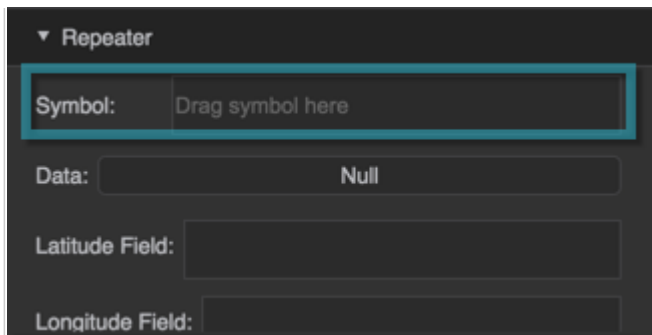 Repeater
Symbol: Drag symbol here
Data: Null
Latitude Field:
Longitude Field: